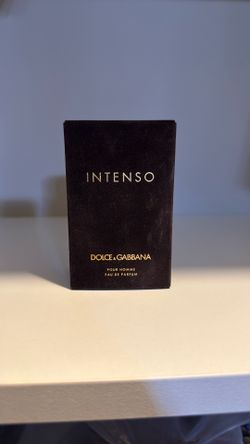 INTENSO
DOLCE&GABBANA
POUR HOMME
EAU DE PARFUM